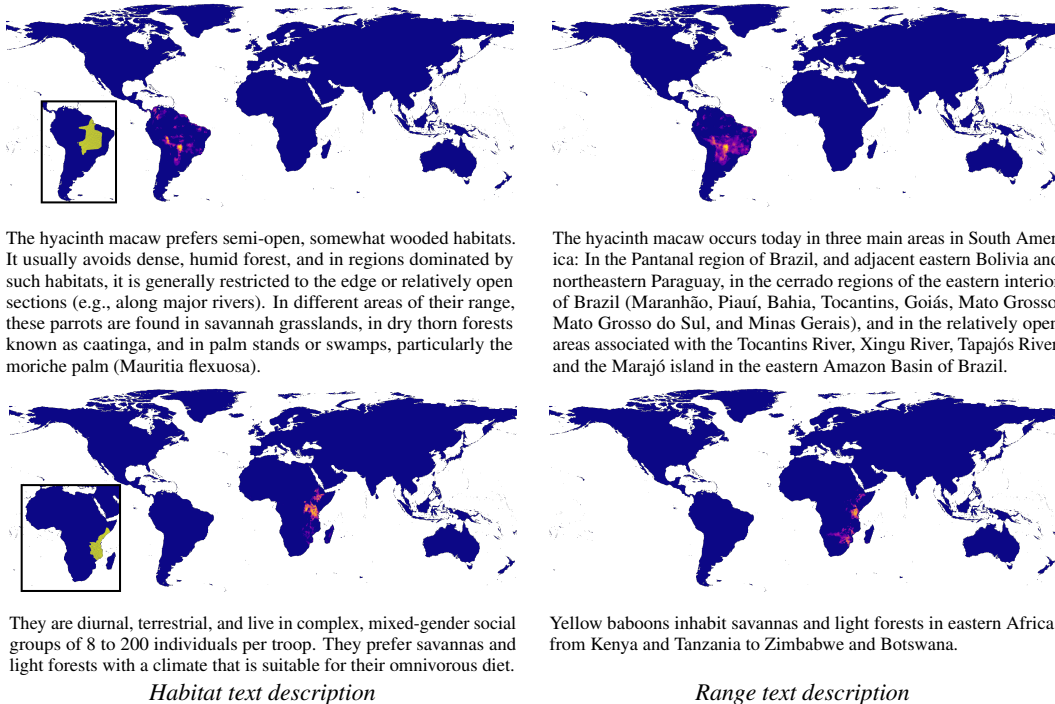 The hyacinth macaw prefers semi-open, somewhat wooded habitats.
It usually avoids dense, humid forest, and in regions dominated by
such habitats, it is generally restricted to the edge or relatively open
sections (e.g., along major rivers). In different areas of their range,
these parrots are found in savannah grasslands, in dry thorn forests
known as caatinga, and in palm stands or swamps, particularly the
moriche palm (Mauritia flexuosa).
The hyacinth macaw occurs today in three main areas in South Amer
ica: In the Pantanal region of Brazil, and adjacent eastern Bolivia and
northeastern Paraguay, in the cerrado regions of the eastern interior
of Brazil (Maranhão, Piauí, Bahia, Tocantins, Goiás, Mato Grosso
Mato Grosso do Sul, and Minas Gerais), and in the relatively open
areas associated with the Tocantins River, Xingu River, Tapajós River
and the Marajó island in the eastern Amazon Basin of Brazil.
They are diurnal, terrestrial, and live in complex, mixed-gender social
groups of 8 to 200 individuals per troop. They prefer savannas and
light forests with a climate that is suitable for their omnivorous diet.
Yellow baboons inhabit savannas and light forests in eastern Africa
from Kenya and Tanzania to Zimbabwe and Botswana.
Habitat text description
Range text description